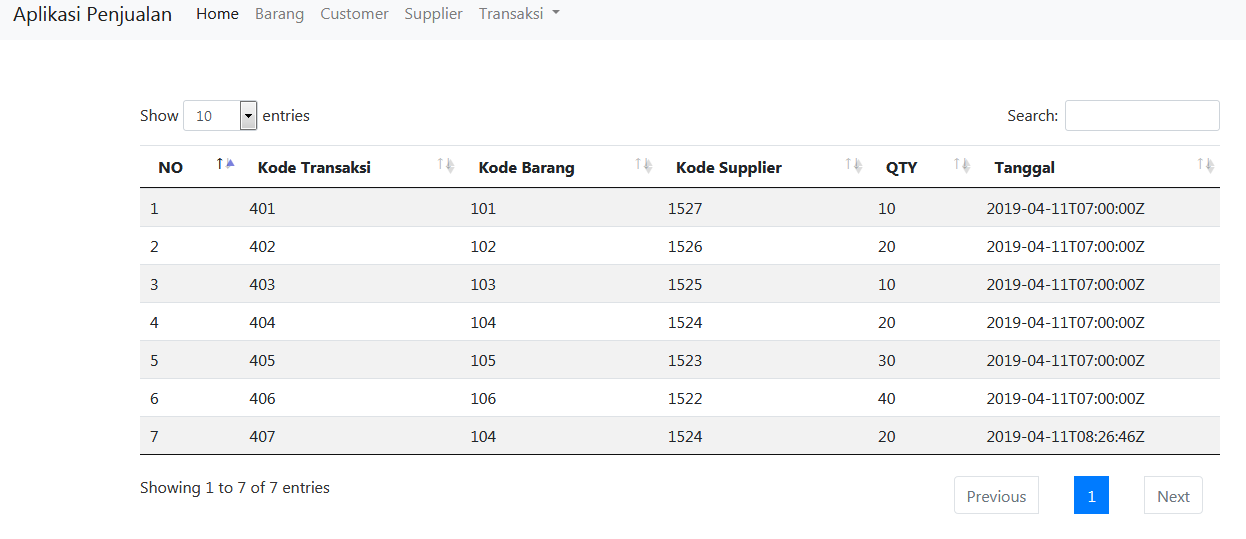 Aplikasi Penjualan Home Barang Customer Supplier Transaksi
Show 10 entries Search:
NO Kode Transaksi Kode Barang Kode Supplier QTY Tanggal
1 401 101 1527 10 2019-04-11T07:00:00Z
2 402 102 1526 20 2019-04-11T07:00:00Z
3 403 103 1525 10 2019-04-11T07:00:00Z
4 404 104 1524 20 2019-04-11T07:00:00Z
5 405 105 1523 30 2019-04-11T07:00:00Z
6 406 106 1522 40 2019-04-11T07:00:00Z
7 407 104 1524 20 2019-04-11T08:26:46Z
Showing 1 to 7 of 7 entries Previous 1 Next